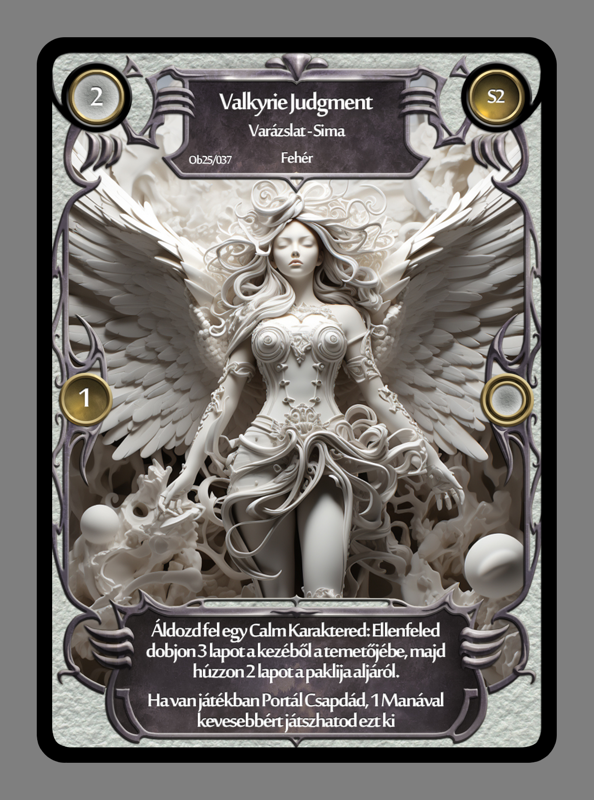 2
Valkyrie Judgment
S2
Varázslat - Sima
Ob25/037
Fehér
1
Áldozd fel egy Calm Karaktered: Ellenfeled
dobjon 3 lapot a kezéből a temetőjébe, majd
húzzon 2 lapot a paklija aljáról.
Ha van játékban Portál Csapdád, 1 Manával
kevesebbért játszhatod ezt ki